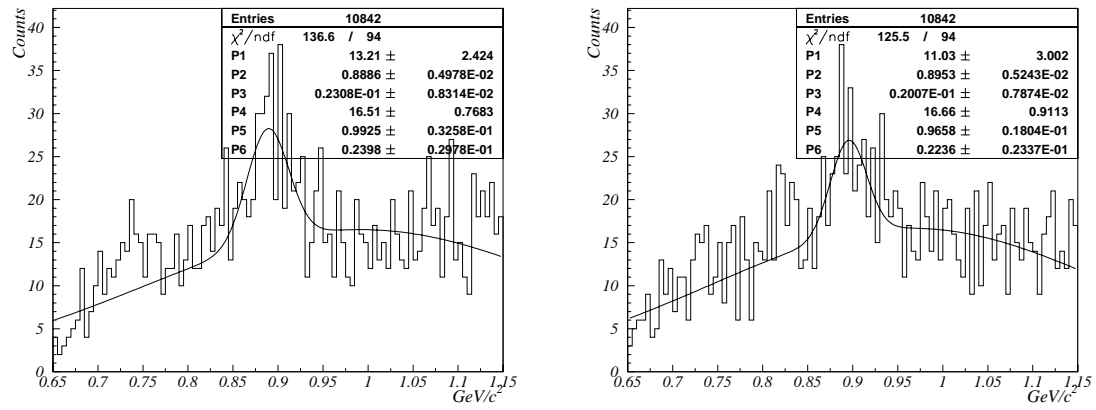 Counts
40
35
30
25
20
15
10
5
0
0.65 0.7 0.75 0.8 0.85 0.9 0.95 1 1.05 1.1 1.15
GeV/c²
Entries 10842
χ²/ndf 136.6 / 94
P1 13.21 ± 2.424
P2 0.8886 ± 0.4978E-02
P3 0.2308E-01 ± 0.8314E-02
P4 16.51 ± 0.7683
P5 0.9925 ± 0.3258E-01
P6 0.2398 ± 0.2978E-01
Counts
40
35
30
25
20
15
10
5
0
0.65 0.7 0.75 0.8 0.85 0.9 0.95 1 1.05 1.1 1.15
GeV/c²
Entries 10842
χ²/ndf 125.5 / 94
P1 11.03 ± 3.002
P2 0.8953 ± 0.5243E-02
P3 0.2007E-01 ± 0.7874E-02
P4 16.66 ± 0.9113
P5 0.9658 ± 0.1804E-01
P6 0.2236 ± 0.2337E-01